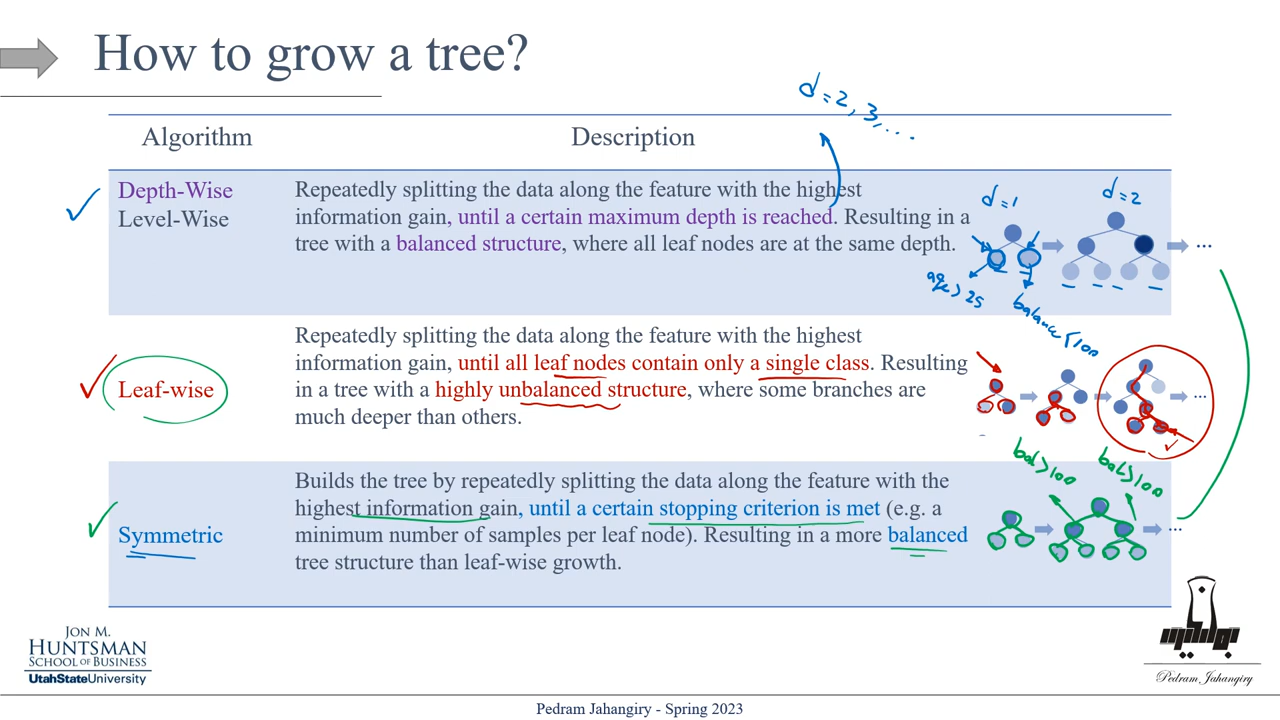 How to grow a tree?
d=2, 3, ...
Algorithm
Description
Depth-Wise
Level-Wise
Repeatedly splitting the data along the feature with the highest
information gain, until a certain maximum depth is reached. Resulting in a
tree with a balanced structure, where all leaf nodes are at the same depth.
d=1
d=2
...
age > 25
balance < 100
Leaf-wise
Repeatedly splitting the data along the feature with the highest
information gain, until all leaf nodes contain only a single class. Resulting
in a tree with a highly unbalanced structure, where some branches are
much deeper than others.
...
Symmetric
Builds the tree by repeatedly splitting the data along the feature with the
highest information gain, until a certain stopping criterion is met (e.g. a
minimum number of samples per leaf node). Resulting in a more balanced
tree structure than leaf-wise growth.
bal>100
bal>100
...
JON M.
HUNTSMAN
SCHOOL OF BUSINESS
UtahStateUniversity
Pedram Jahangiry
Pedram Jahangiry - Spring 2023